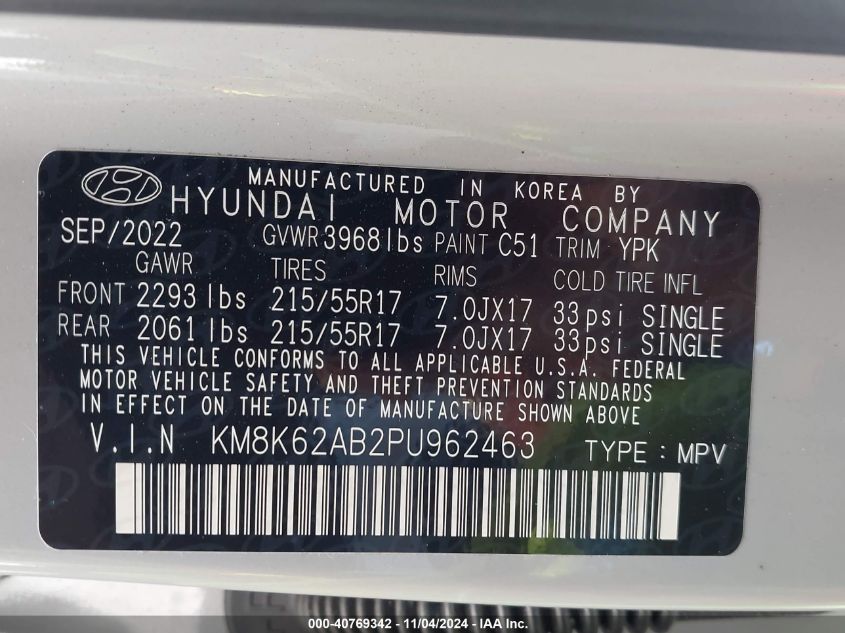 MANUFACTURED IN KOREA BY
HYUNDAI MOTOR COMPANY
SEP/2022 GVWR 3968 lbs PAINT C51 TRIM YPK
GAWR TIRES RIMS COLD TIRE INFL
FRONT 2293 lbs 215/55R17 7.0JX17 33psi SINGLE
REAR 2061 lbs 215/55R17 7.0JX17 33psi SINGLE
THIS VEHICLE CONFORMS TO ALL APPLICABLE U.S.A. FEDERAL
MOTOR VEHICLE SAFETY AND THEFT PREVENTION STANDARDS
IN EFFECT ON THE DATE OF MANUFACTURE SHOWN ABOVE
V.I.N KM8K62AB2PU962463 TYPE : MPV
000-40769342 - 11/04/2024 - IAA Inc.